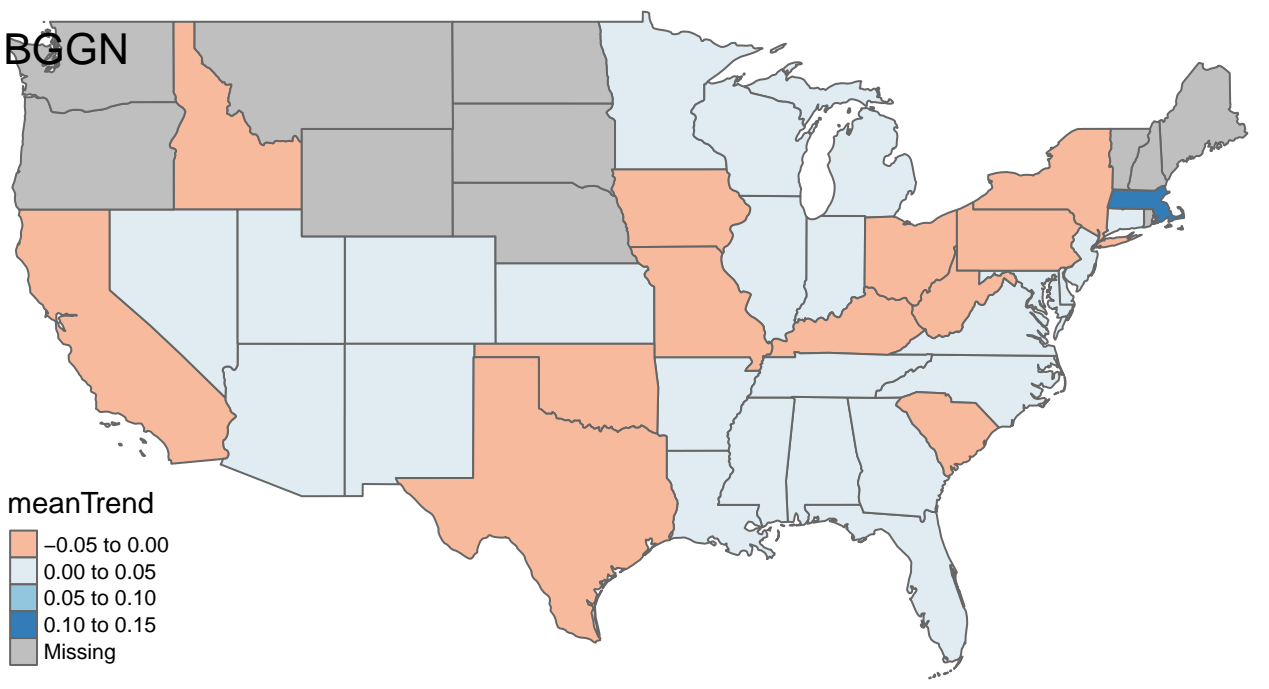 BGGN
meanTrend
−0.05 to 0.00
0.00 to 0.05
0.05 to 0.10
0.10 to 0.15
Missing